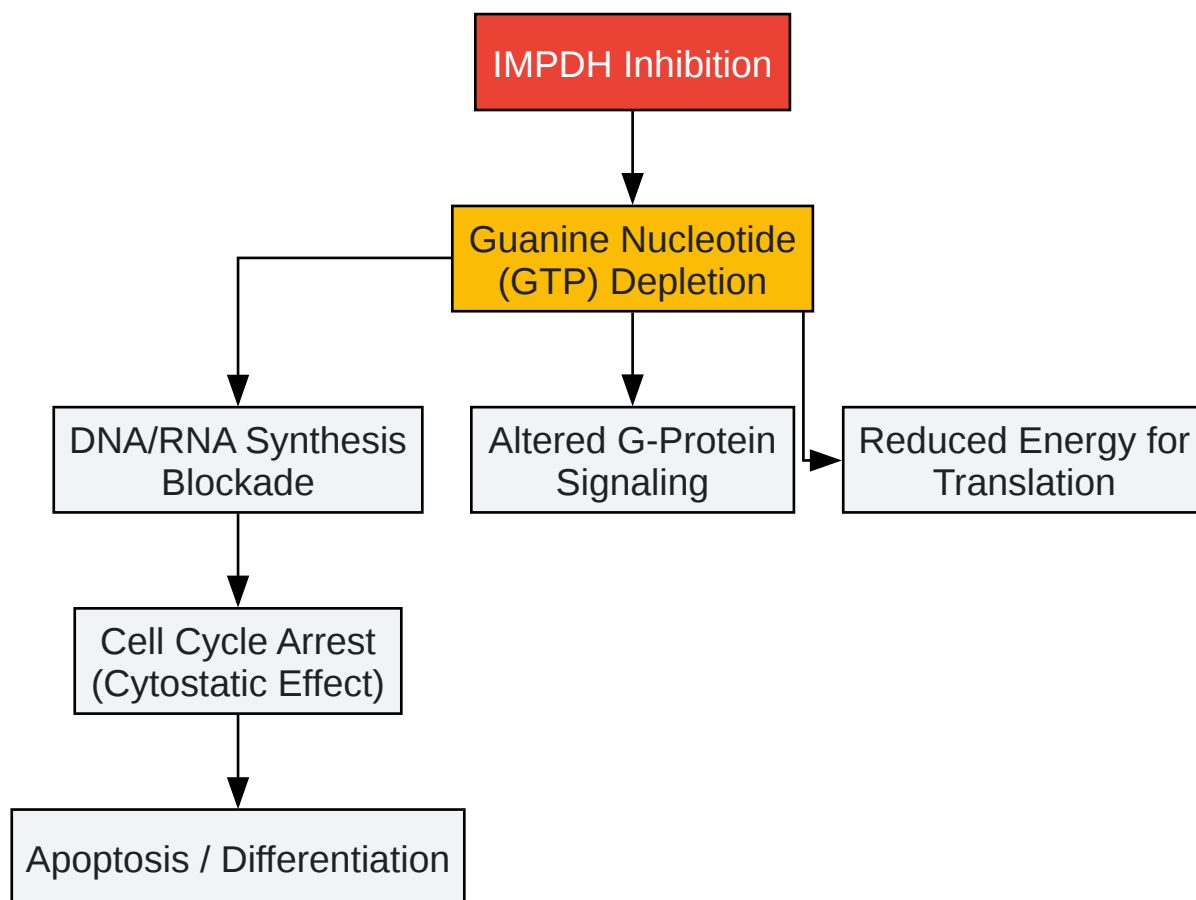 IMPDH Inhibition
Guanine Nucleotide
(GTP) Depletion
DNA/RNA Synthesis
Blockade
Altered G-Protein
Signaling
Reduced Energy for
Translation
Cell Cycle Arrest
(Cytostatic Effect)
Apoptosis / Differentiation